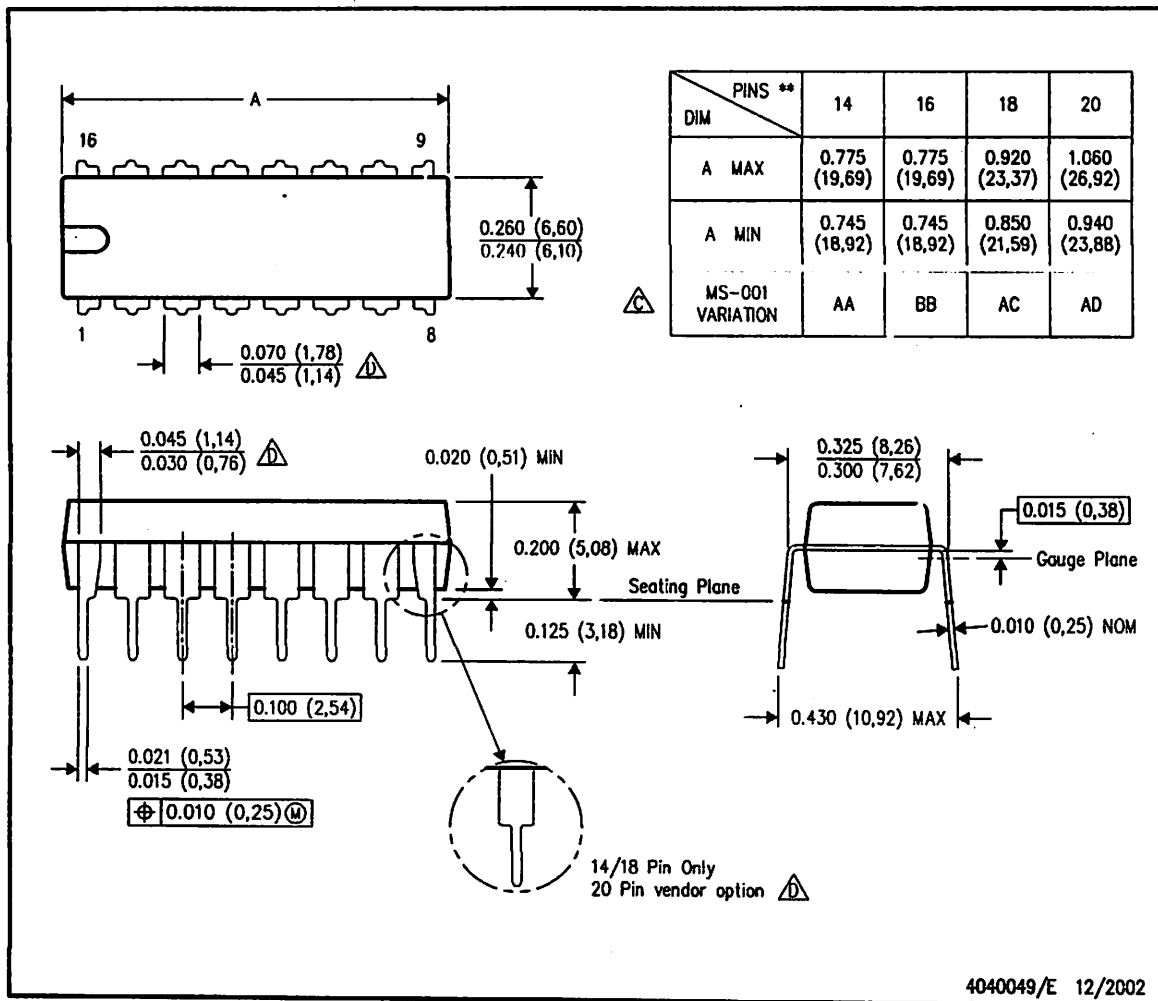 A
16
9
0.260 (6,60)
0.240 (6,10)
1
8
0.070 (1,78)
0.045 (1,14)
D
PINS **
DIM
14
16
18
20
A MAX
0.775
(19,69)
0.775
(19,69)
0.920
(23,37)
1.060
(26,92)
A MIN
0.745
(18,92)
0.745
(18,92)
0.850
(21,59)
0.940
(23,88)
C
MS-001
VARIATION
AA
BB
AC
AD
0.045 (1,14)
0.030 (0,76)
D
0.020 (0,51) MIN
0.200 (5,08) MAX
Seating Plane
0.125 (3,18) MIN
0.100 (2,54)
0.021 (0,53)
0.015 (0,38)
⌖ 0.010 (0,25) Ⓜ
14/18 Pin Only
20 Pin vendor option D
0.325 (8,26)
0.300 (7,62)
0.015 (0,38)
Gauge Plane
0.010 (0,25) NOM
0.430 (10,92) MAX
4040049/E 12/2002